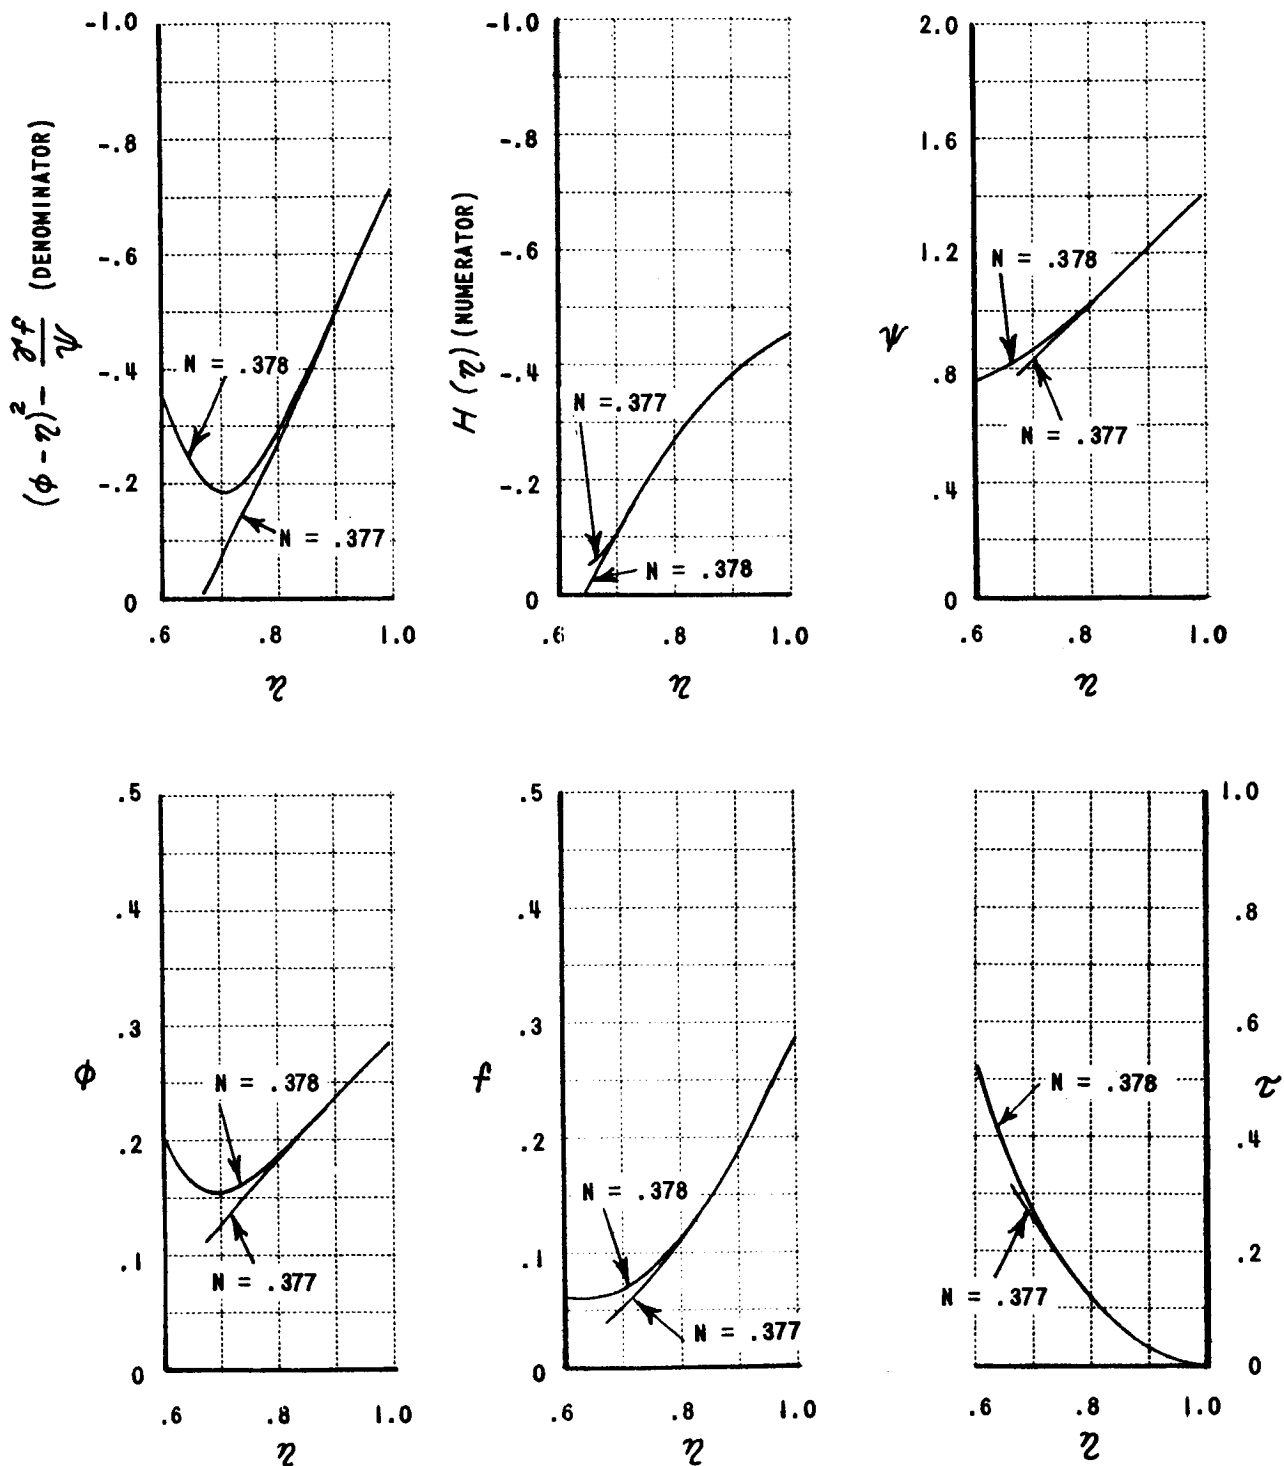 -1.0
-.8
-.6
-.4
-.2
0
.6
.8
1.0
(φ - η)² - γf/ψ (DENOMINATOR)
N = .378
N = .377
η
-1.0
-.8
-.6
-.4
-.2
0
.6
.8
1.0
H (η) (NUMERATOR)
N = .377
N = .378
η
2.0
1.6
1.2
.8
.4
0
.6
.8
1.0
ψ
N = .378
N = .377
η
.5
.4
.3
.2
.1
0
.6
.8
1.0
φ
N = .378
N = .377
η
.5
.4
.3
.2
.1
0
.6
.8
1.0
f
N = .378
N = .377
η
1.0
.8
.6
.4
.2
0
.6
.8
1.0
τ
N = .378
N = .377
η